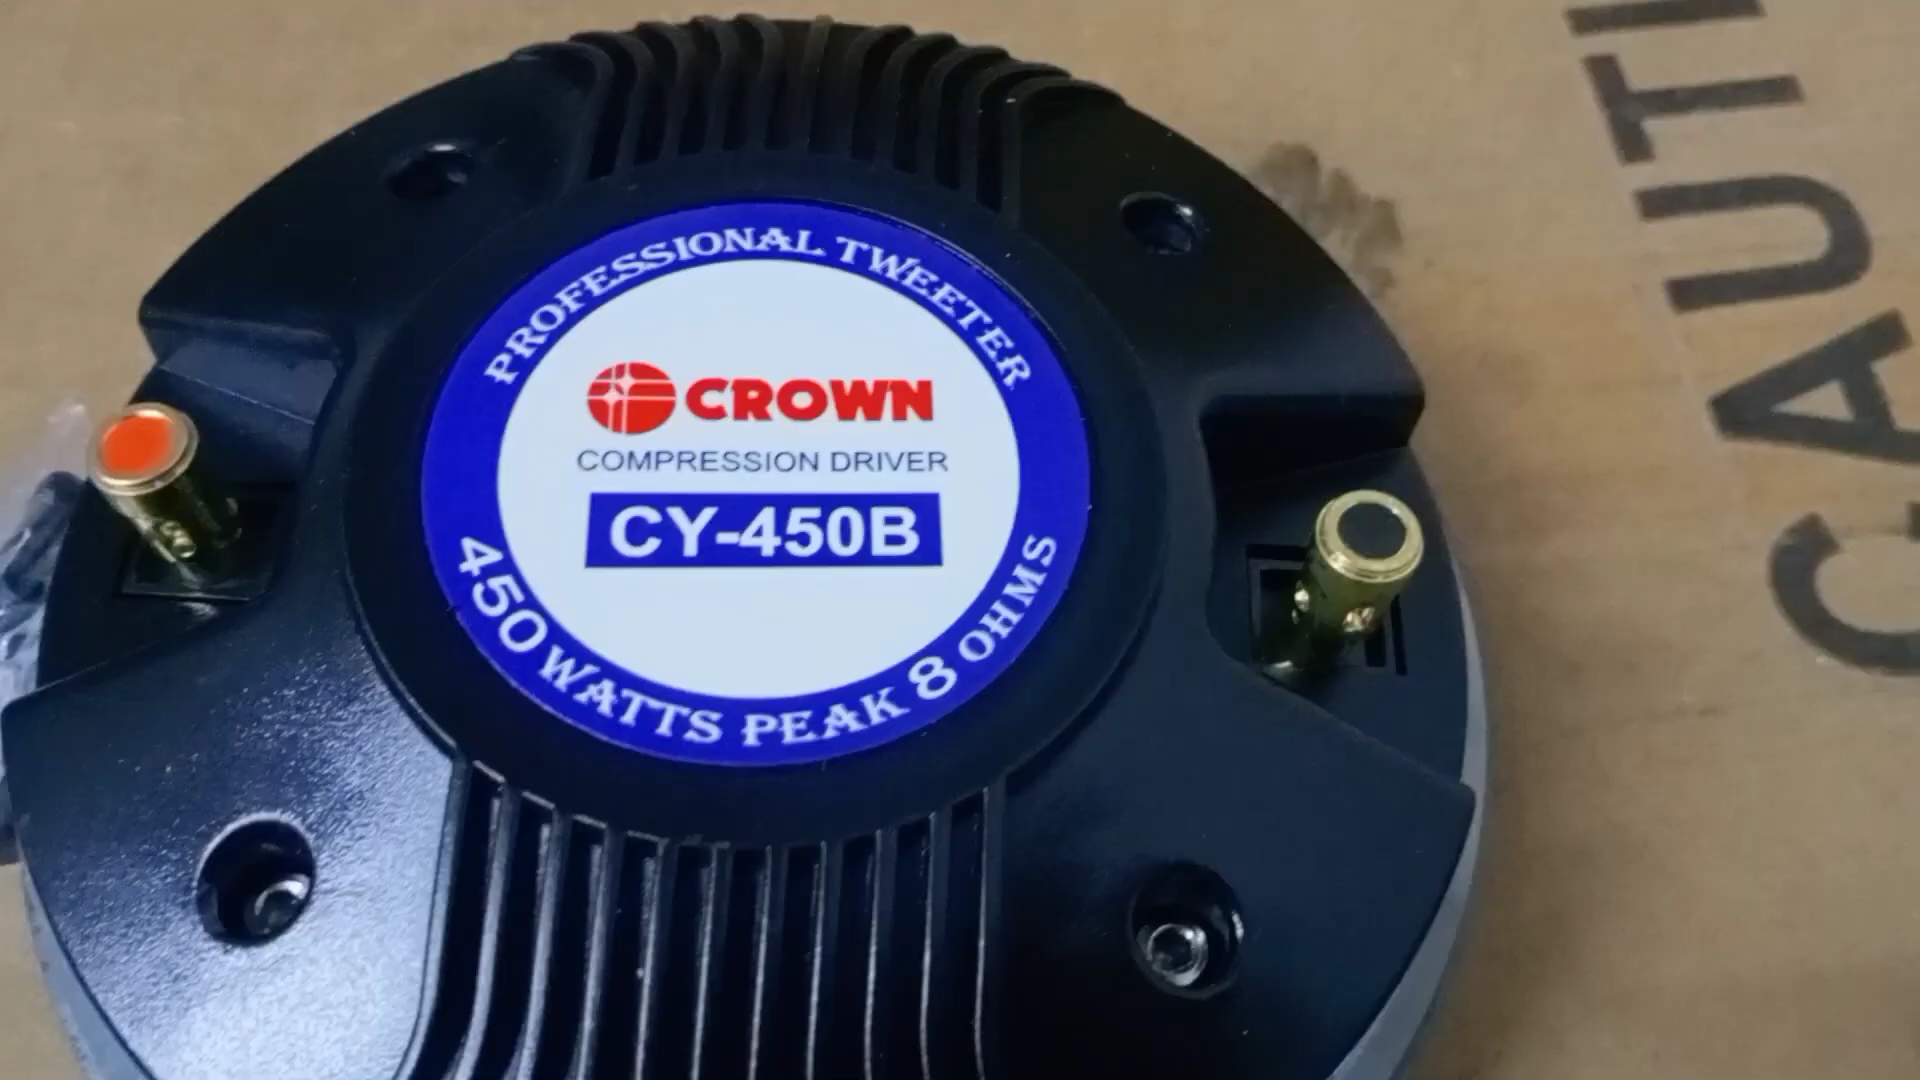 PROFESSIONAL TWEETER
CROWN
COMPRESSION DRIVER
CY-450B
450 WATTS PEAK 8 OHMS
CAUTI